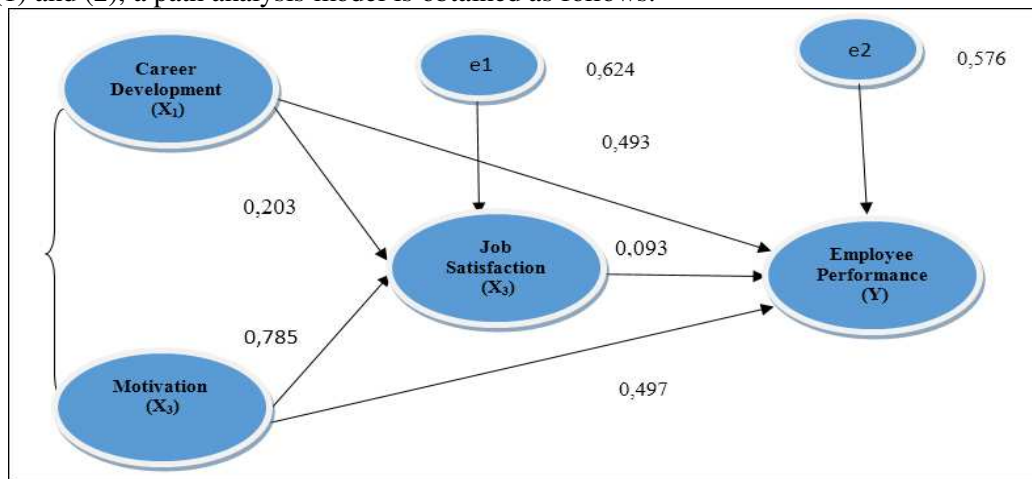 (1) and (2), a path analysis model is obtained as follows:
Career
Development
(X₁)
e1
0,624
e2
0,576
0,493
0,203
Job
Satisfaction
(X₃)
0,093
Employee
Performance
(Y)
0,785
Motivation
(X₃)
0,497